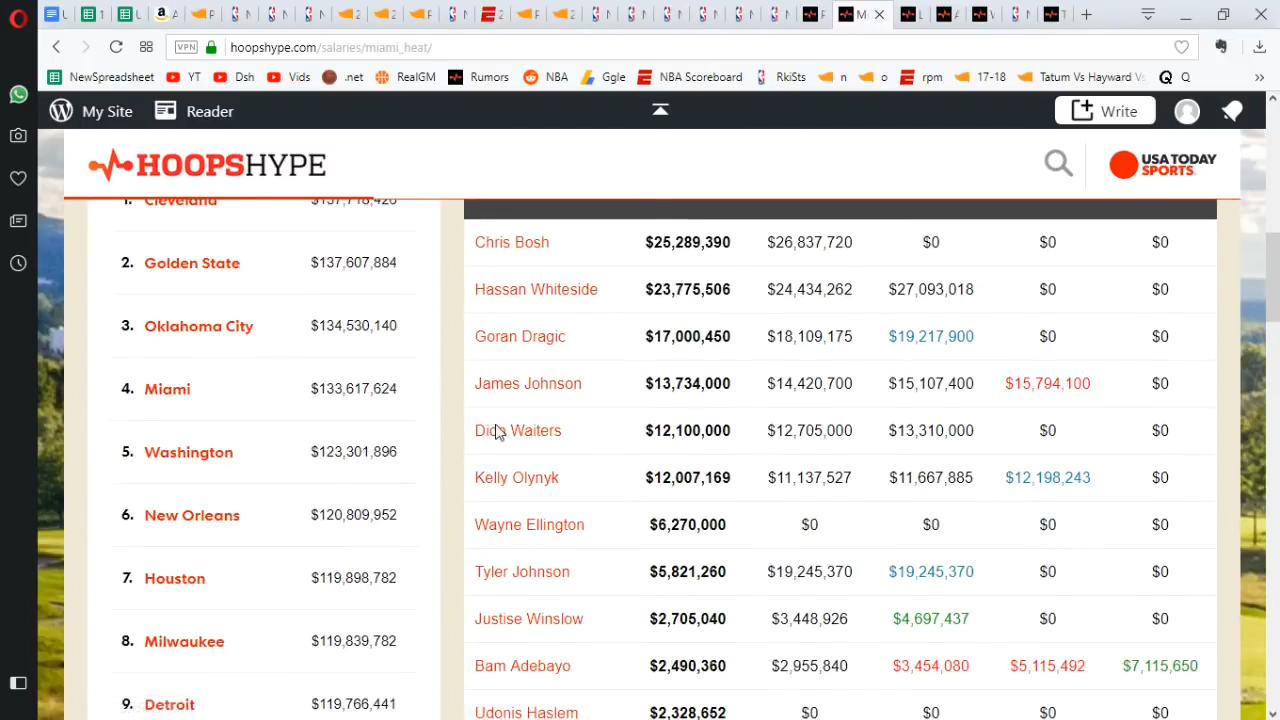 hoopshype.com/salaries/miami_heat/
VPN
NewSpreadsheet YT Dsh Vids .net RealGM Rumors NBA Ggle NBA Scoreboard RkiSts n o rpm 17-18 Tatum Vs Hayward V Q
My Site Reader Write
HOOPSHYPE USA TODAY SPORTS
1. Cleveland $137,718,426
2. Golden State $137,607,884
3. Oklahoma City $134,530,140
4. Miami $133,617,624
5. Washington $123,301,896
6. New Orleans $120,809,952
7. Houston $119,898,782
8. Milwaukee $119,839,782
9. Detroit $119,766,441
Chris Bosh $25,289,390 $26,837,720 $0 $0 $0
Hassan Whiteside $23,775,506 $24,434,262 $27,093,018 $0 $0
Goran Dragic $17,000,450 $18,109,175 $19,217,900 $0 $0
James Johnson $13,734,000 $14,420,700 $15,107,400 $15,794,100 $0
Dion Waiters $12,100,000 $12,705,000 $13,310,000 $0 $0
Kelly Olynyk $12,007,169 $11,137,527 $11,667,885 $12,198,243 $0
Wayne Ellington $6,270,000 $0 $0 $0 $0
Tyler Johnson $5,821,260 $19,245,370 $19,245,370 $0 $0
Justise Winslow $2,705,040 $3,448,926 $4,697,437 $0 $0
Bam Adebayo $2,490,360 $2,955,840 $3,454,080 $5,115,492 $7,115,650
Udonis Haslem $2,328,652 $0 $0 $0 $0